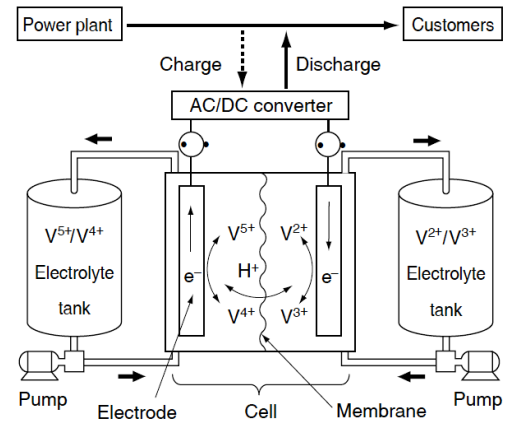 Power plant
Customers
Charge
Discharge
AC/DC converter
V5+/V4+
Electrolyte
tank
V5+
V2+
e-
H+
e-
V4+
V3+
V2+/V3+
Electrolyte
tank
Pump
Electrode
Cell
Membrane
Pump